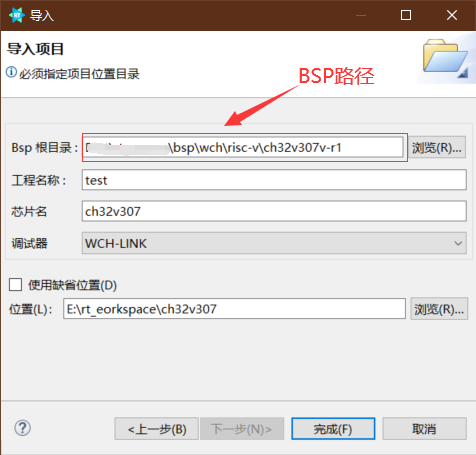 RT 导入
导入项目
必须指定项目位置目录
BSP路径
Bsp 根目录： \bsp\wch\risc-v\ch32v307v-r1 浏览(R)...
工程名称： test
芯片名 ch32v307
调试器 WCH-LINK
使用缺省位置(D)
位置(L)： E:\rt_eorkspace\ch32v307 浏览(R)...
? <上一步(B) 下一步(N)> 完成(F) 取消